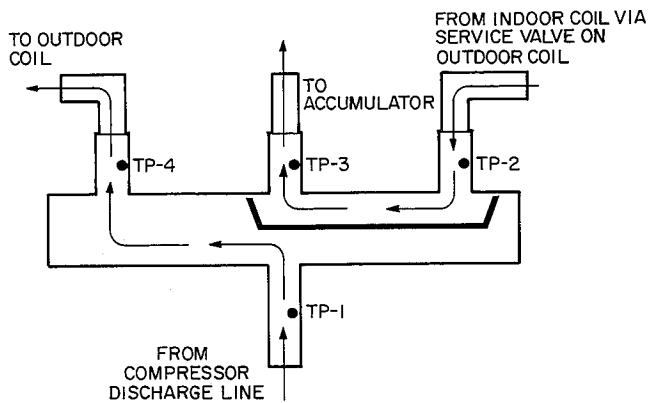 TO OUTDOOR
COIL
TO
ACCUMULATOR
FROM INDOOR COIL VIA
SERVICE VALVE ON
OUTDOOR COIL
TP-4
TP-3
TP-2
TP-1
FROM
COMPRESSOR
DISCHARGE LINE